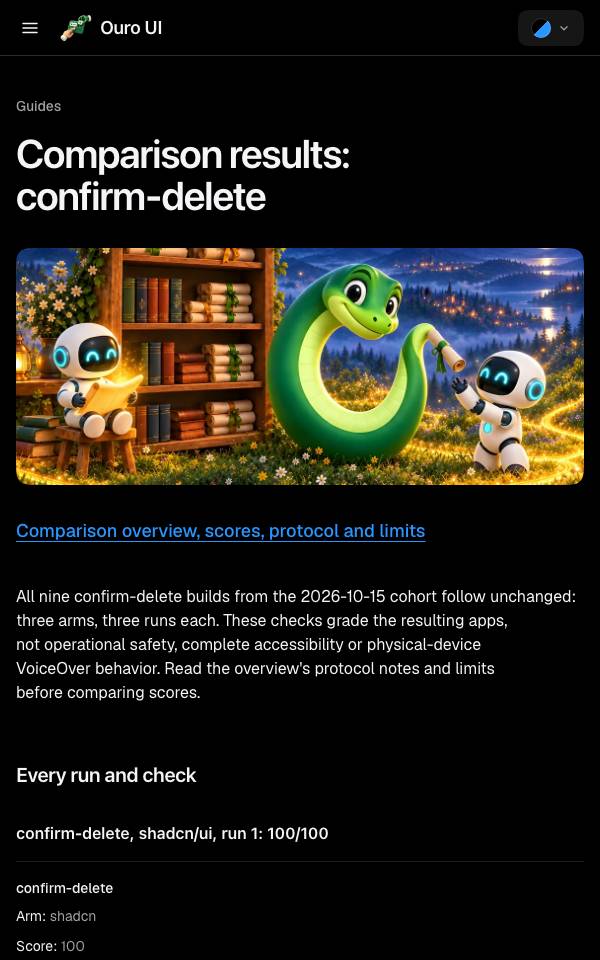 Ouro UI
Guides
Comparison results:
confirm-delete
Comparison overview, scores, protocol and limits
All nine confirm-delete builds from the 2026-10-15 cohort follow unchanged:
three arms, three runs each. These checks grade the resulting apps,
not operational safety, complete accessibility or physical-device
VoiceOver behavior. Read the overview's protocol notes and limits
before comparing scores.
Every run and check
confirm-delete, shadcn/ui, run 1: 100/100
confirm-delete
Arm: shadcn
Score: 100